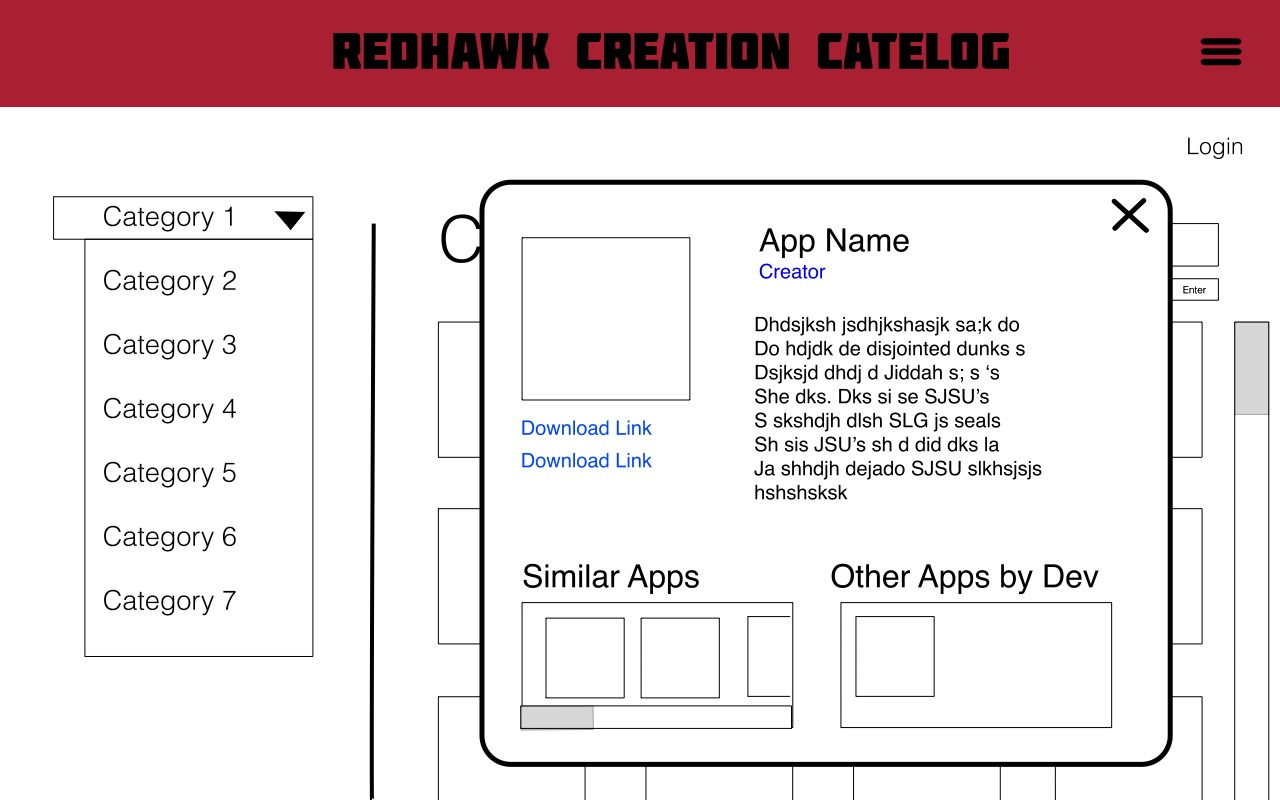 REDHAWK CREATION CATELOG
Login
Category 1
Category 2
Category 3
Category 4
Category 5
Category 6
Category 7
C
Enter
App Name
Creator
Dhdsjksh jsdhjkshasjk sa;k do
Do hdjdk de disjointed dunks s
Dsjksjd dhdj d Jiddah s; s ‘s
She dks. Dks si se SJSU’s
S skshdjh dlsh SLG js seals
Sh sis JSU’s sh d did dks la
Ja shhdjh dejado SJSU slkhsjsjs
hshshsksk
Download Link
Download Link
Similar Apps
Other Apps by Dev